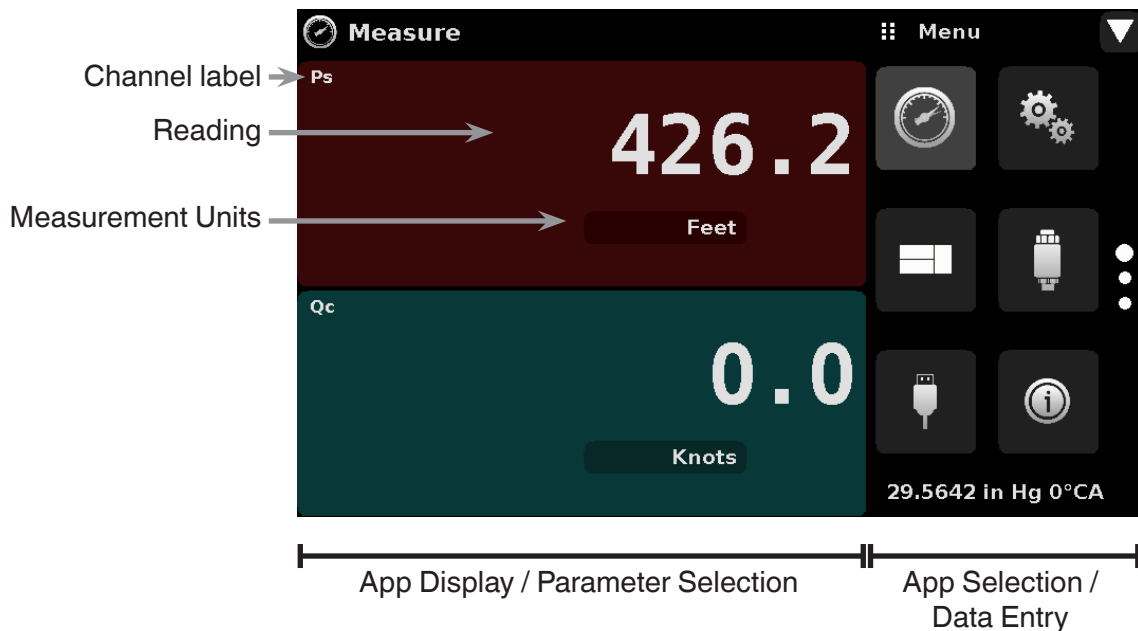 Measure
Menu
Channel label
Ps
Reading
426.2
Measurement Units
Feet
Qc
0.0
Knots
29.5642 in Hg 0°CA
App Display / Parameter Selection
App Selection /
Data Entry